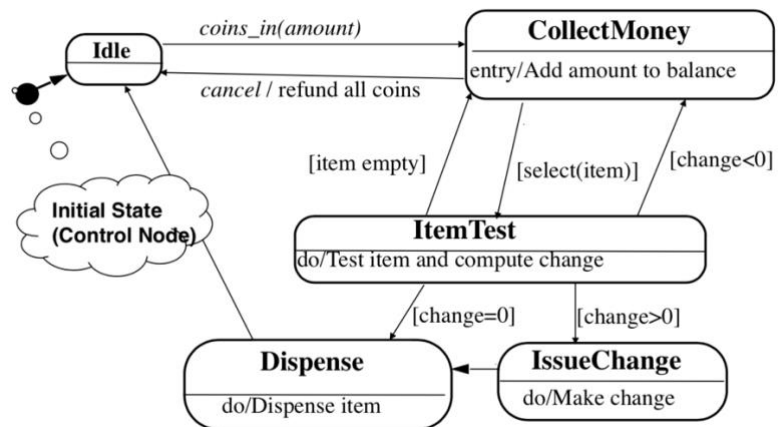 coins_in(amount)
CollectMoney
Idle
entry/Add amount to balance
cancel / refund all coins
[item empty]
[select(item)]
[change<0]
Initial State
(Control Node)
ItemTest
do/Test item and compute change
[change=0]
[change>0]
Dispense
IssueChange
do/Dispense item
do/Make change